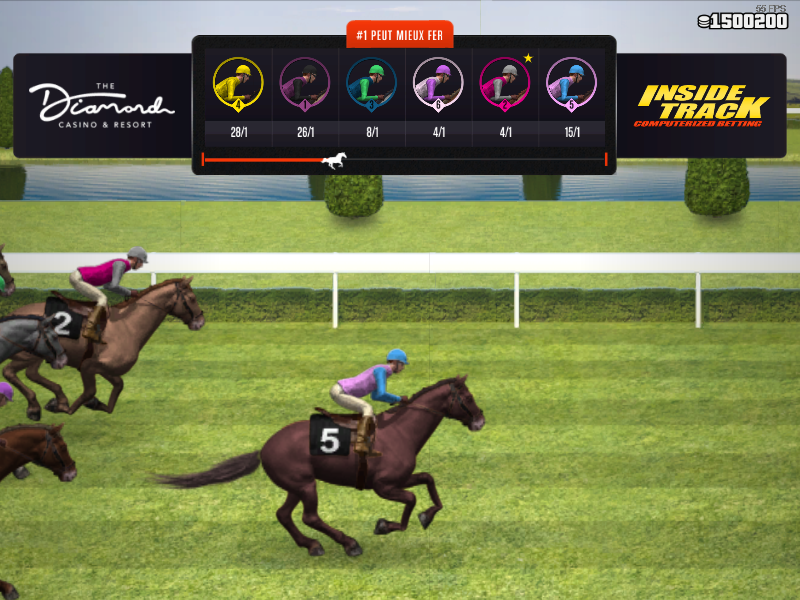 55 FPS
1500200
#1 PEUT MIEUX FER
THE
Diamond
CASINO & RESORT
INSIDE
TRACK
COMPUTERIZED BETTING
4
1
6
2
5
28/1
26/1
8/1
4/1
4/1
15/1
2
5